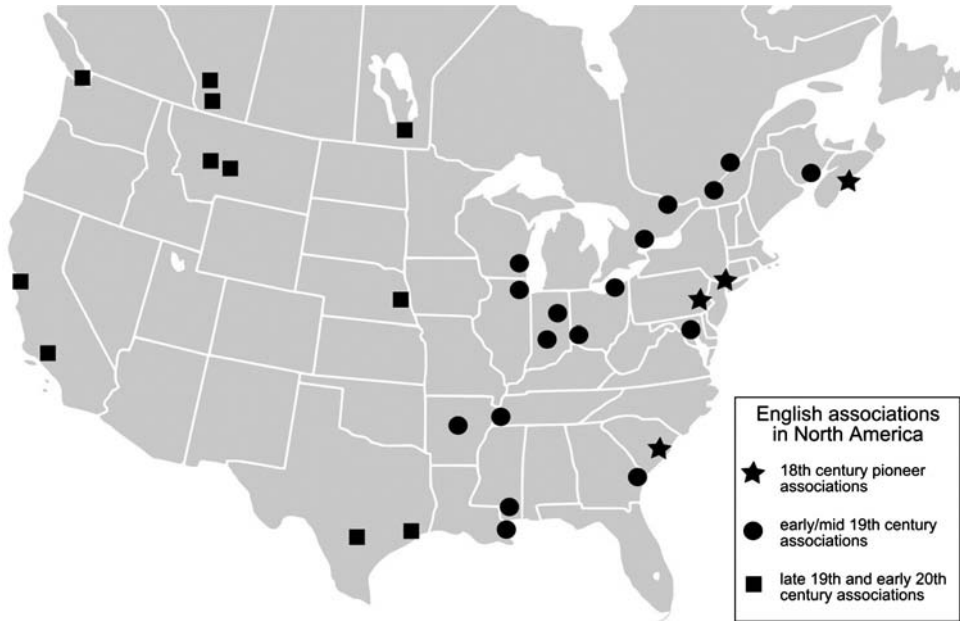 English associations
in North America
18th century pioneer
associations
early/mid 19th century
associations
late 19th and early 20th
century associations